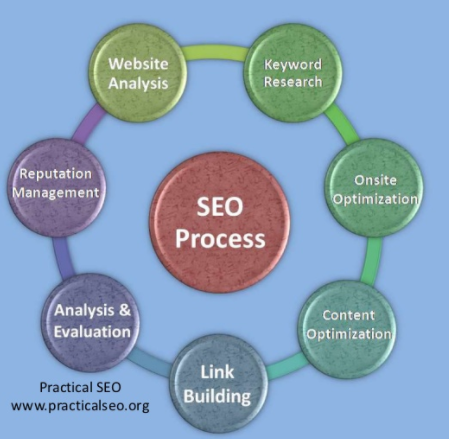 Website
Analysis
Keyword
Research
Onsite
Optimization
Content
Optimization
Link
Building
Analysis &
Evaluation
Reputation
Management
SEO
Process
Practical SEO
www.practicalseo.org